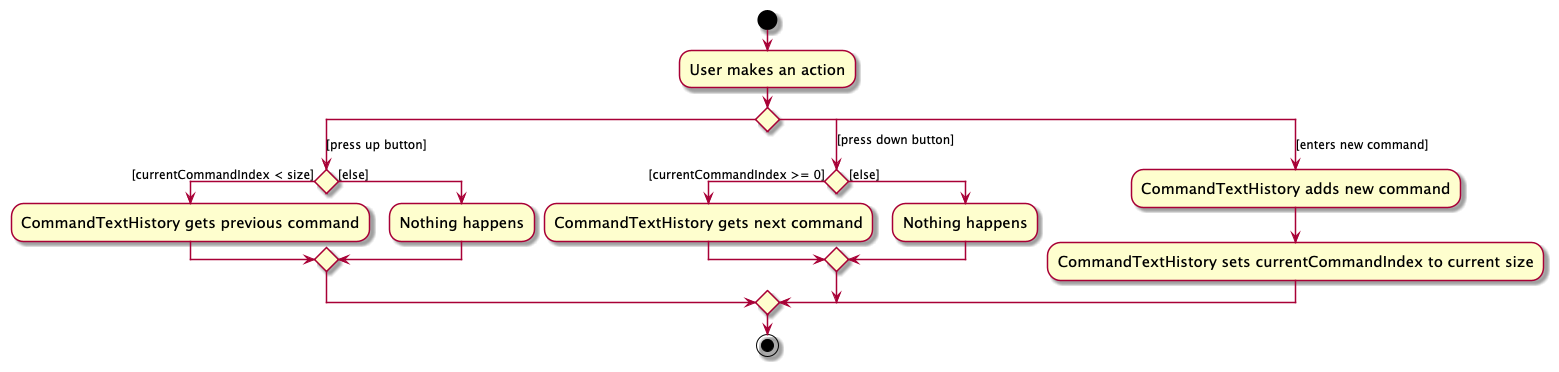 User makes an action
[press up button]
[press down button]
[enters new command]
[currentCommandIndex < size]
[else]
[currentCommandIndex >= 0]
[else]
CommandTextHistory adds new command
CommandTextHistory gets previous command
Nothing happens
CommandTextHistory gets next command
Nothing happens
CommandTextHistory sets currentCommandIndex to current size